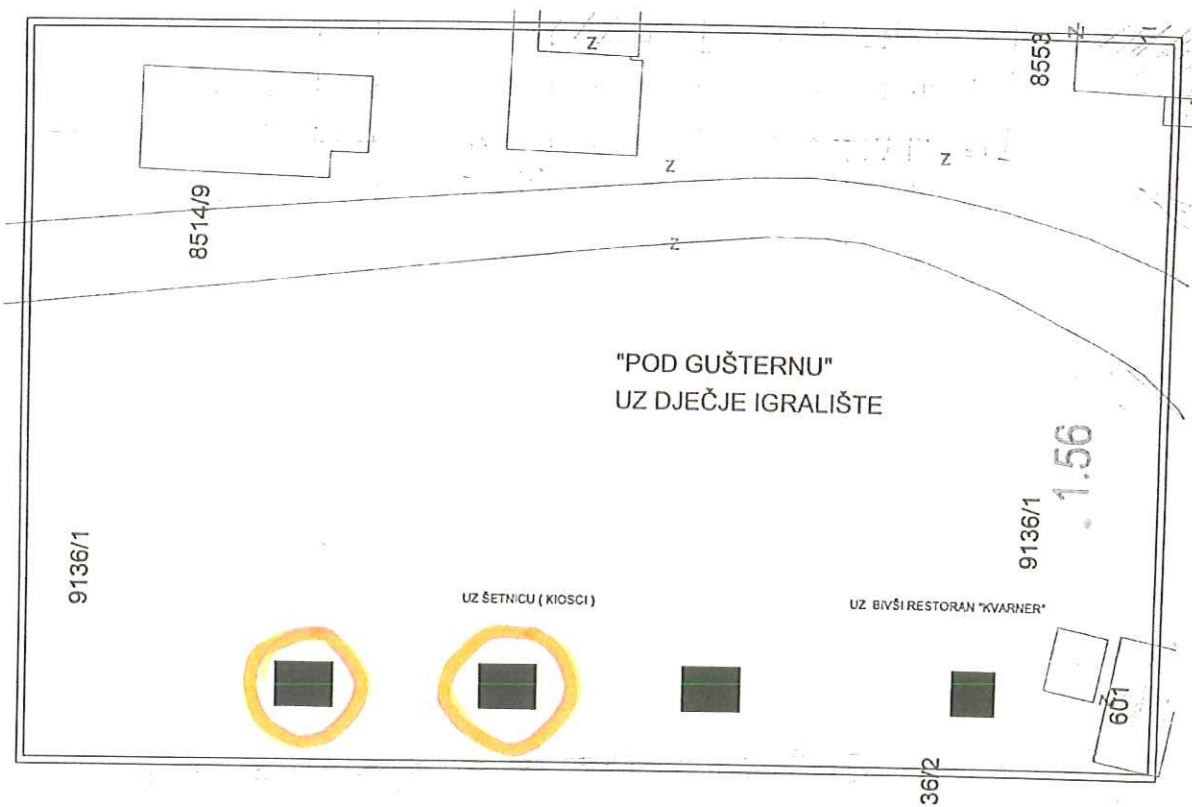 Z
Z
8553
Z
Z
8514/9
Z
"POD GUŠTERNU"
UZ DJEČJE IGRALIŠTE
1.56
9136/1
9136/1
UZ ŠETNICU ( KIOSCI )
UZ BIVŠI RESTORAN "KVARNER"
Z
601
36/2